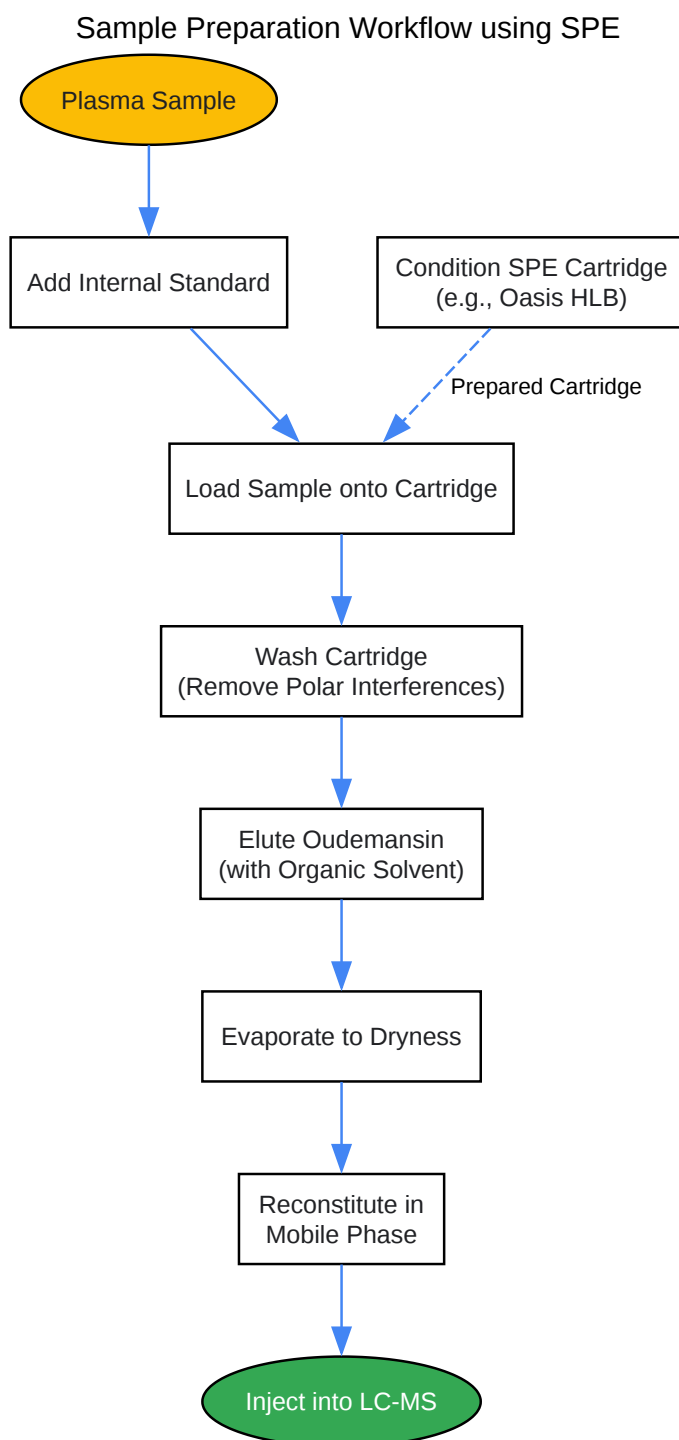 Sample Preparation Workflow using SPE
Plasma Sample
Add Internal Standard
Condition SPE Cartridge
(e.g., Oasis HLB)
Prepared Cartridge
Load Sample onto Cartridge
Wash Cartridge
(Remove Polar Interferences)
Elute Oudemansin
(with Organic Solvent)
Evaporate to Dryness
Reconstitute in
Mobile Phase
Inject into LC-MS